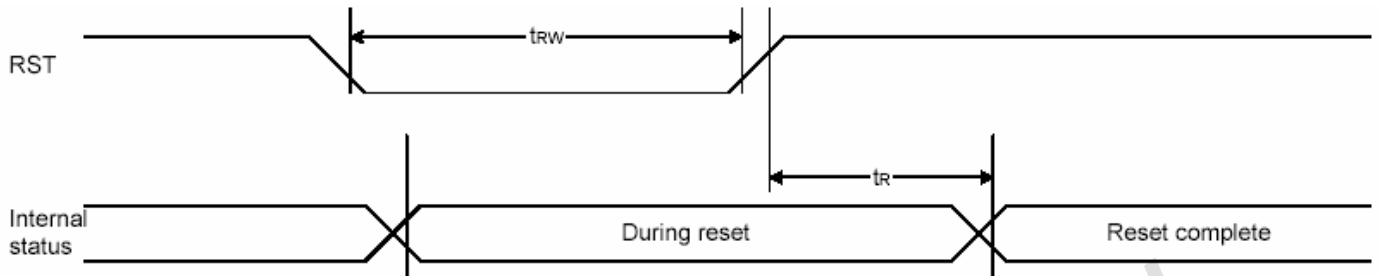 tRW
RST
tR
Internal
status
During reset
Reset complete